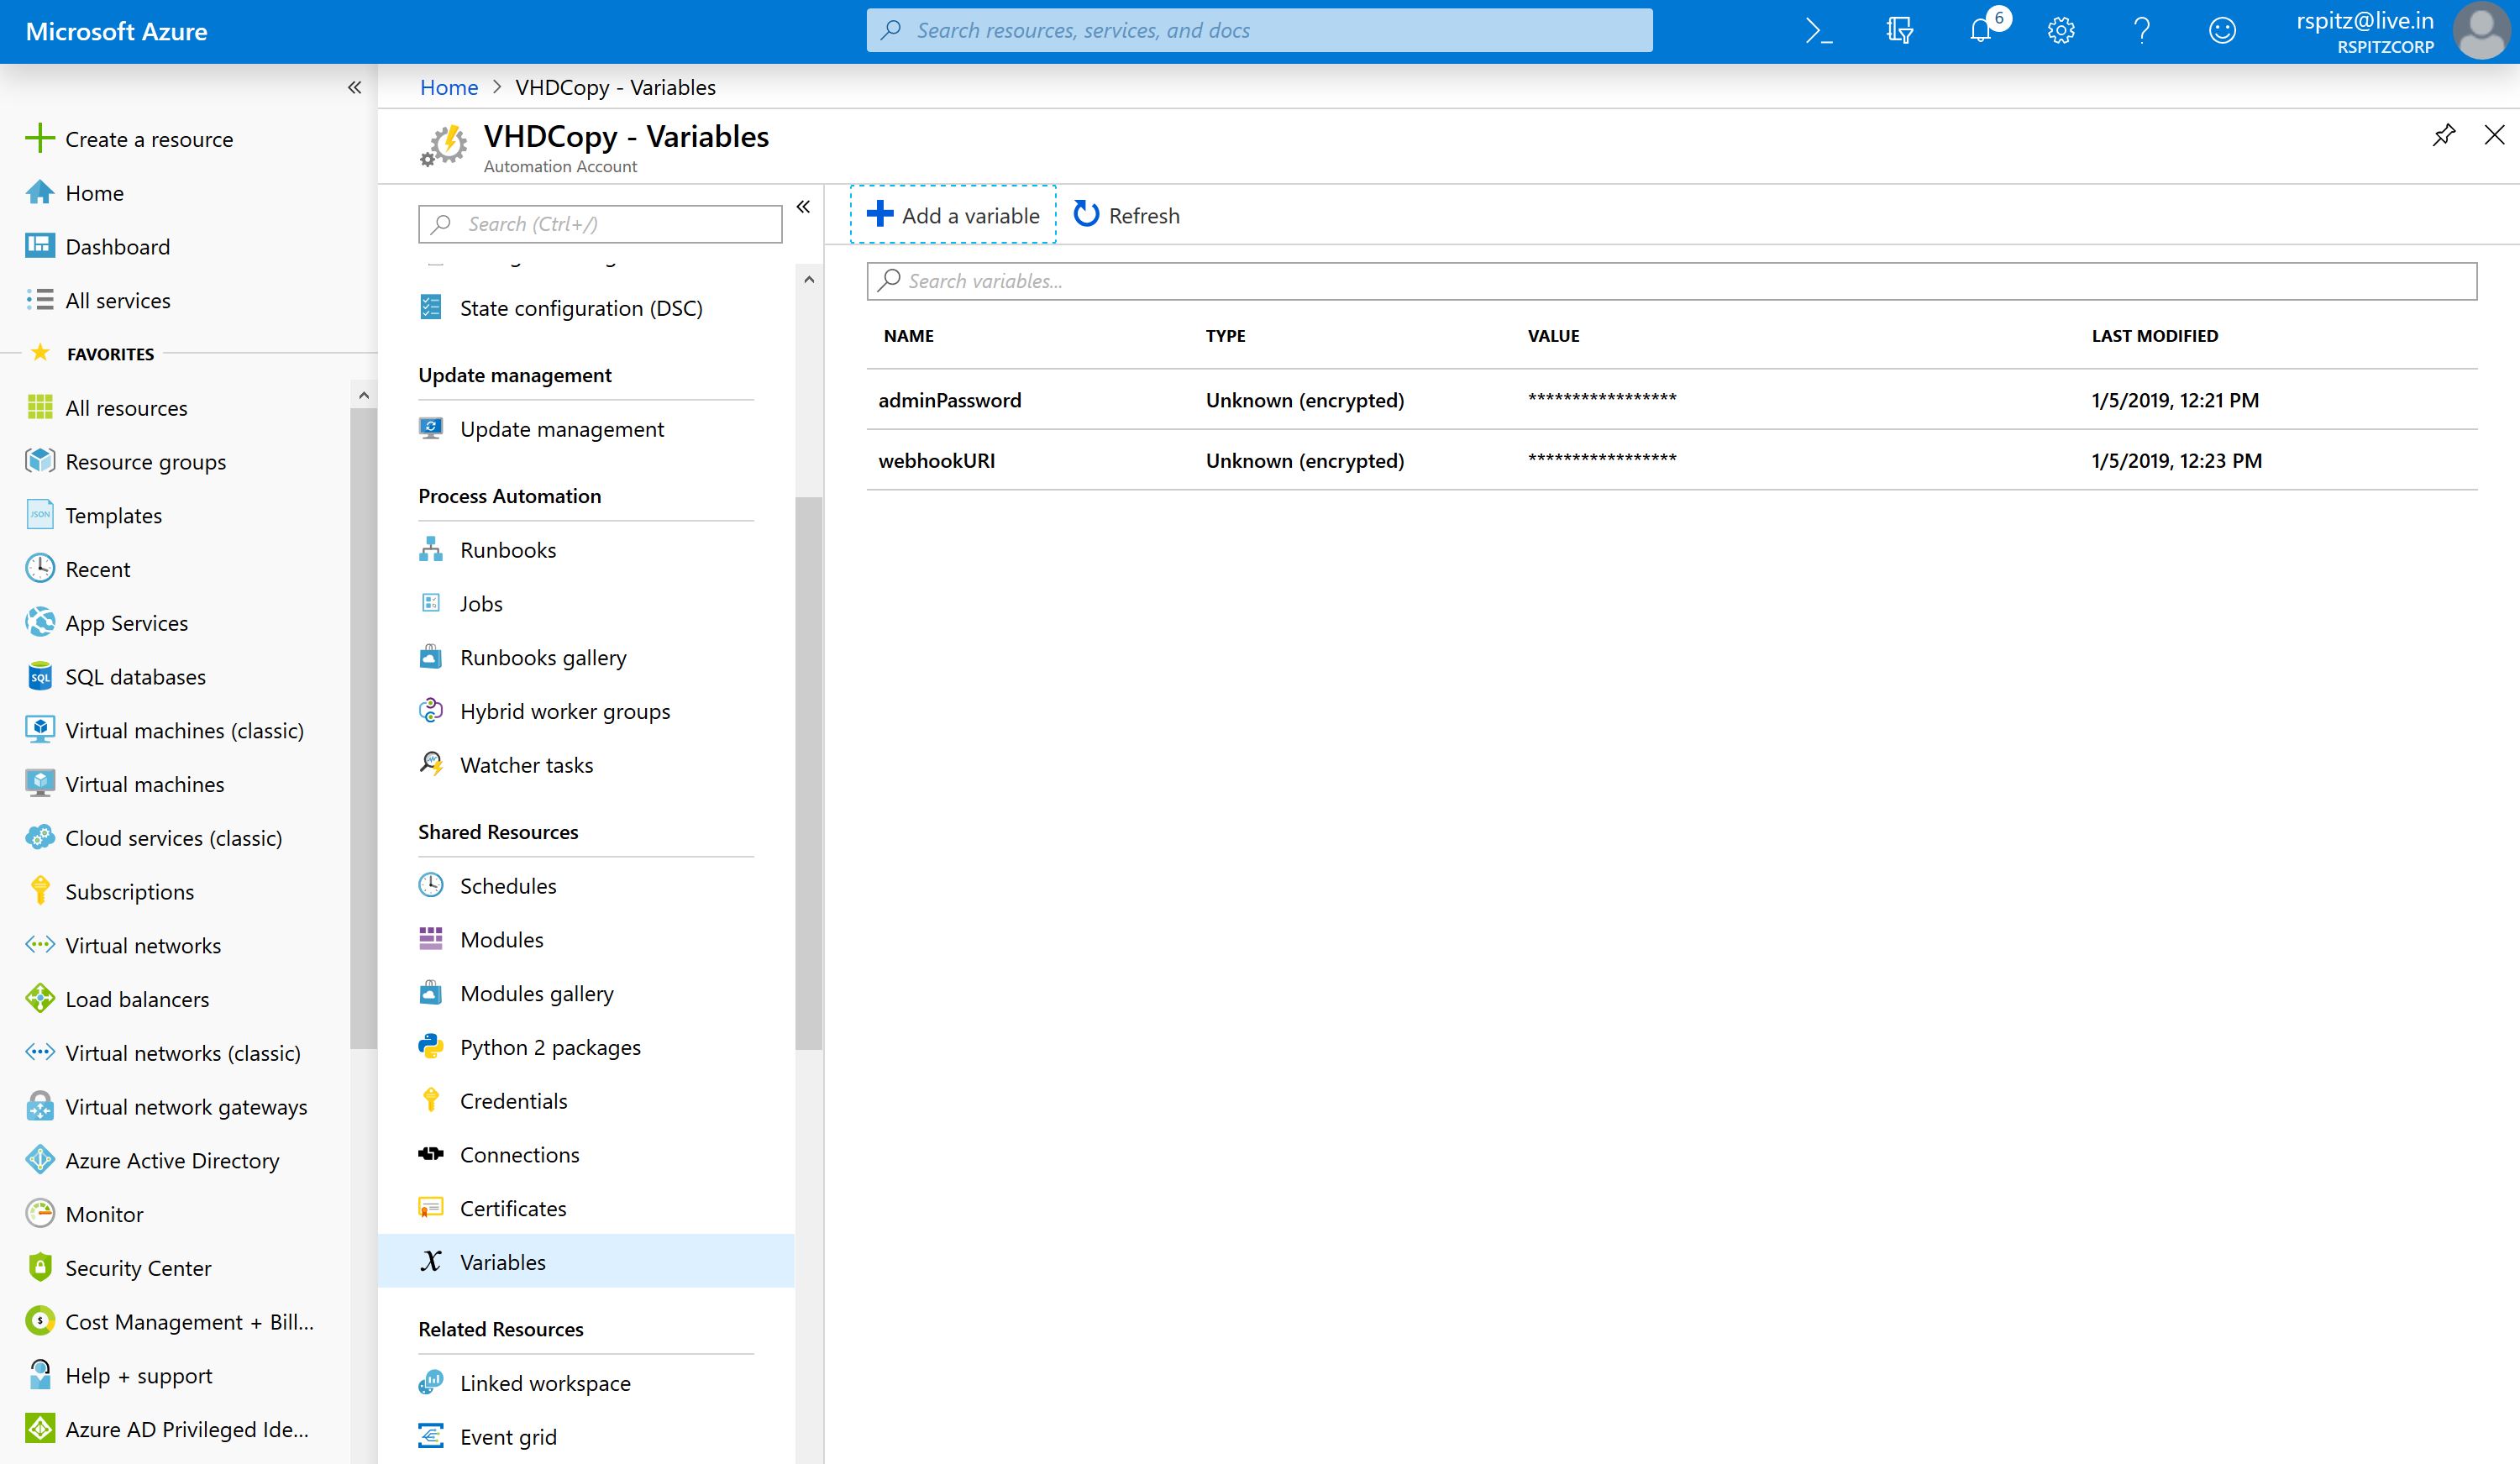 Microsoft Azure
Search resources, services, and docs
6
rspitz@live.in
RSPITZCORP
Create a resource
Home
Dashboard
All services
FAVORITES
All resources
Resource groups
JSON
Templates
Recent
App Services
SQL
SQL databases
Virtual machines (classic)
Virtual machines
Cloud services (classic)
Subscriptions
Virtual networks
Load balancers
Virtual networks (classic)
Virtual network gateways
Azure Active Directory
Monitor
Security Center
Cost Management + Bill...
Help + support
Azure AD Privileged Ide...
Home > VHDCopy - Variables
VHDCopy - Variables
Automation Account
Search (Ctrl+/)
State configuration (DSC)
Update management
Update management
Process Automation
Runbooks
Jobs
Runbooks gallery
Hybrid worker groups
Watcher tasks
Shared Resources
Schedules
Modules
Modules gallery
Python 2 packages
Credentials
Connections
Certificates
Variables
Related Resources
Linked workspace
Event grid
Add a variable Refresh
Search variables...
NAME TYPE VALUE LAST MODIFIED
adminPassword Unknown (encrypted) ***************** 1/5/2019, 12:21 PM
webhookURI Unknown (encrypted) ***************** 1/5/2019, 12:23 PM